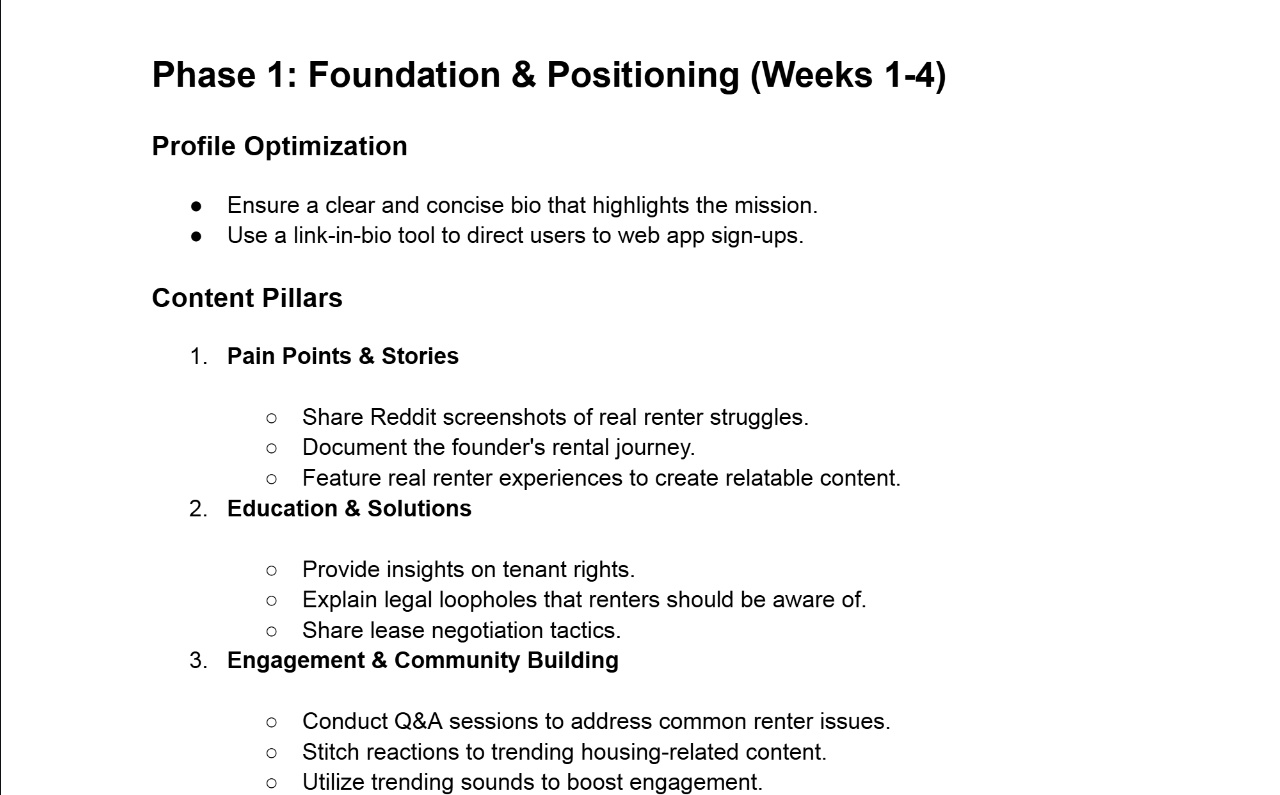 Phase 1: Foundation & Positioning (Weeks 1-4)
Profile Optimization
● Ensure a clear and concise bio that highlights the mission.
● Use a link-in-bio tool to direct users to web app sign-ups.
Content Pillars
1. Pain Points & Stories
○ Share Reddit screenshots of real renter struggles.
○ Document the founder's rental journey.
○ Feature real renter experiences to create relatable content.
2. Education & Solutions
○ Provide insights on tenant rights.
○ Explain legal loopholes that renters should be aware of.
○ Share lease negotiation tactics.
3. Engagement & Community Building
○ Conduct Q&A sessions to address common renter issues.
○ Stitch reactions to trending housing-related content.
○ Utilize trending sounds to boost engagement.